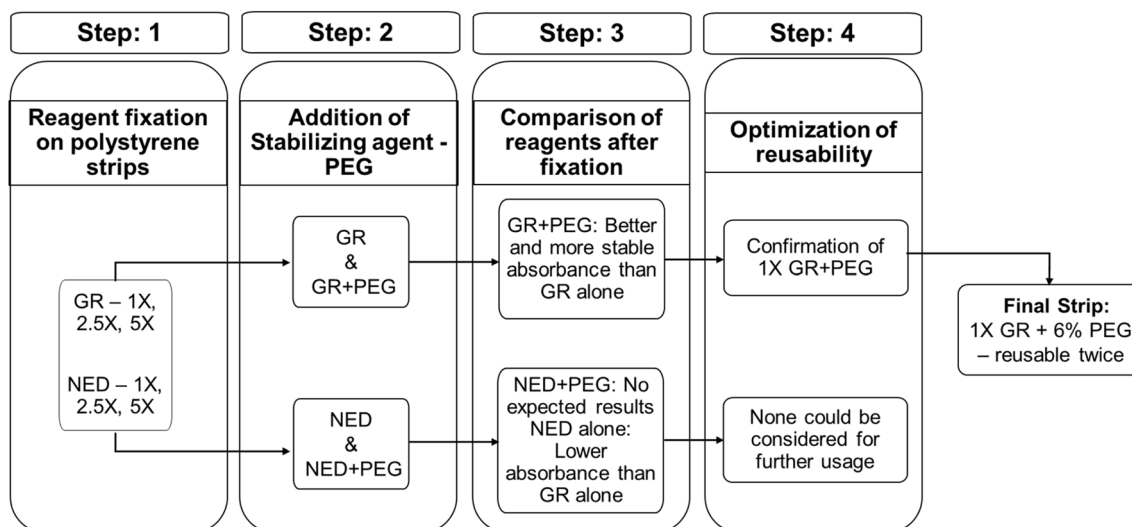 Step: 1
Step: 2
Step: 3
Step: 4
Reagent fixation
on polystyrene
strips
Addition of
Stabilizing agent -
PEG
Comparison of
reagents after
fixation
Optimization of
reusability
GR – 1X,
2.5X, 5X
NED – 1X,
2.5X, 5X
GR
&
GR+PEG
NED
&
NED+PEG
GR+PEG: Better
and more stable
absorbance than
GR alone
NED+PEG: No
expected results
NED alone:
Lower
absorbance than
GR alone
Confirmation of
1X GR+PEG
None could be
considered for
further usage
Final Strip:
1X GR + 6% PEG
– reusable twice